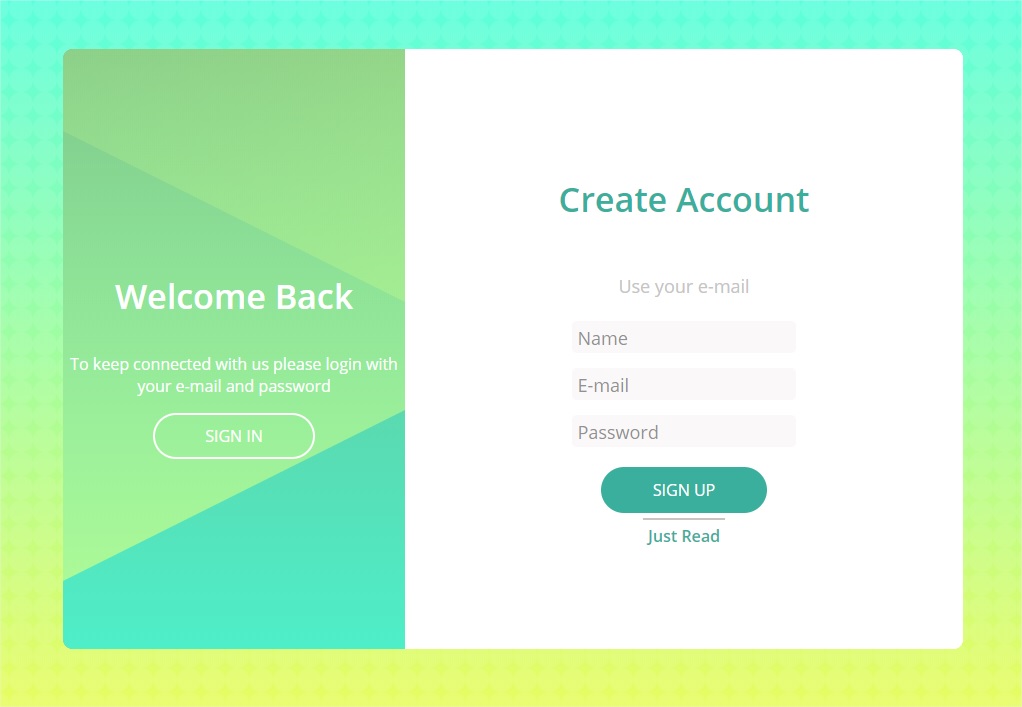 Welcome Back
To keep connected with us please login with
your e-mail and password
SIGN IN
Create Account
Use your e-mail
Name
E-mail
Password
SIGN UP
Just Read